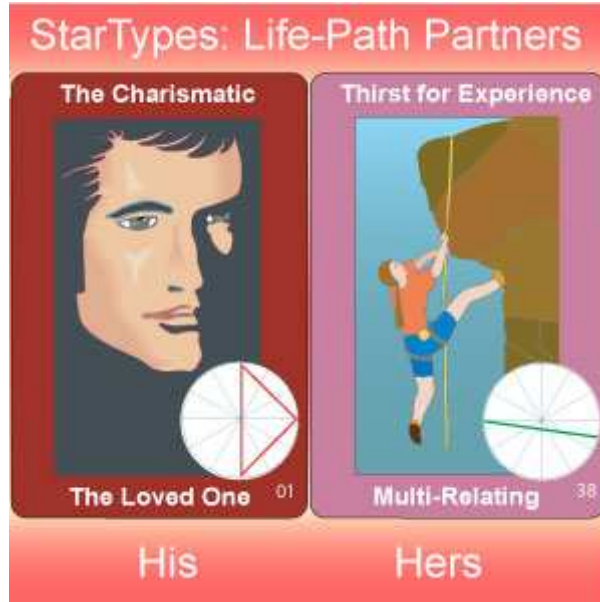 StarTypes: Life-Path Partners
The Charismatic
Thirst for Experience
The Loved One 01
Multi-Relating 38
His
Hers